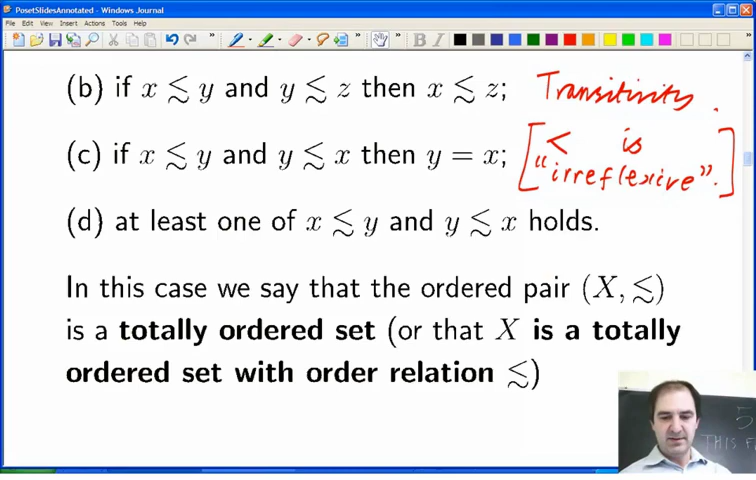 PosetSlidesAnnotated - Windows Journal
File Edit View Insert Actions Tools Help
B I
(b) if x ≲ y and y ≲ z then x ≲ z; Transitivity.
(c) if x ≲ y and y ≲ x then y = x; [< is
"irreflexive".]
(d) at least one of x ≲ y and y ≲ x holds.
In this case we say that the ordered pair (X, ≲)
is a totally ordered set (or that X is a totally
ordered set with order relation ≲)
5
THIS F